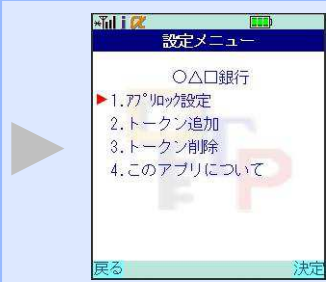 設定メニュー
○△□銀行
1.ｱﾌﾟﾘﾛｯｸ設定
2.トークン追加
3.トークン削除
4.このアプリについて
戻る
決定